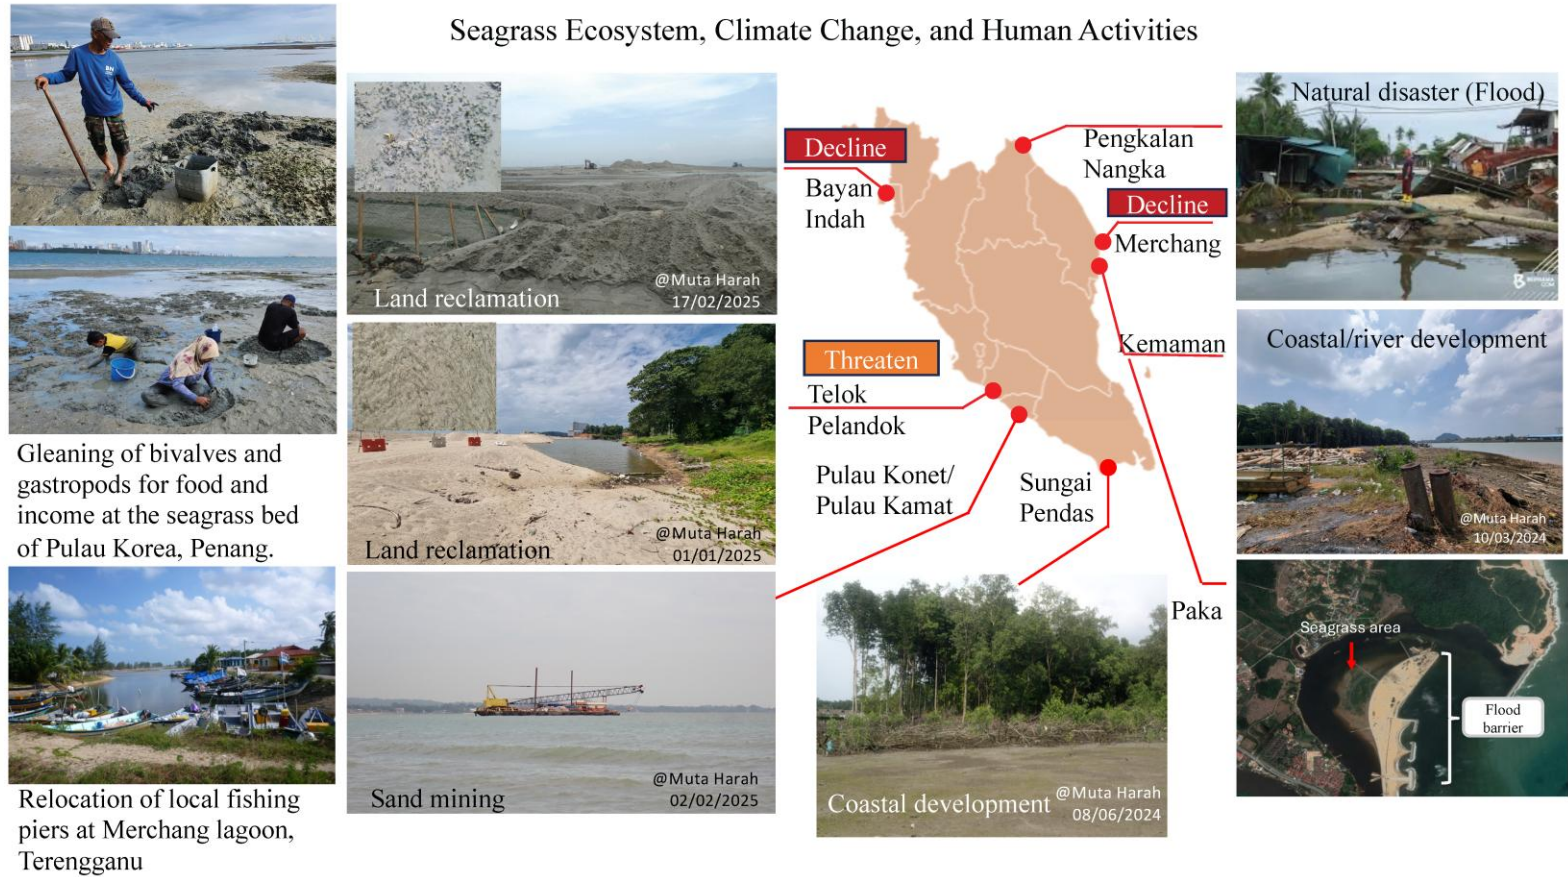 Seagrass Ecosystem, Climate Change, and Human Activities
Gleaning of bivalves and
gastropods for food and
income at the seagrass bed
of Pulau Korea, Penang.
Relocation of local fishing
piers at Merchang lagoon,
Terengganu
@Muta Harah
17/02/2025
Land reclamation
@Muta Harah
01/01/2025
Land reclamation
@Muta Harah
02/02/2025
Sand mining
Decline
Bayan
Indah
Threaten
Telok
Pelandok
Pulau Konet/
Pulau Kamat
Sungai
Pendas
Pengkalan
Nangka
Decline
Merchang
Kemaman
Paka
Coastal development
@Muta Harah
08/06/2024
Natural disaster (Flood)
Coastal/river development
@Muta Harah
10/03/2024
Seagrass area
Flood
barrier